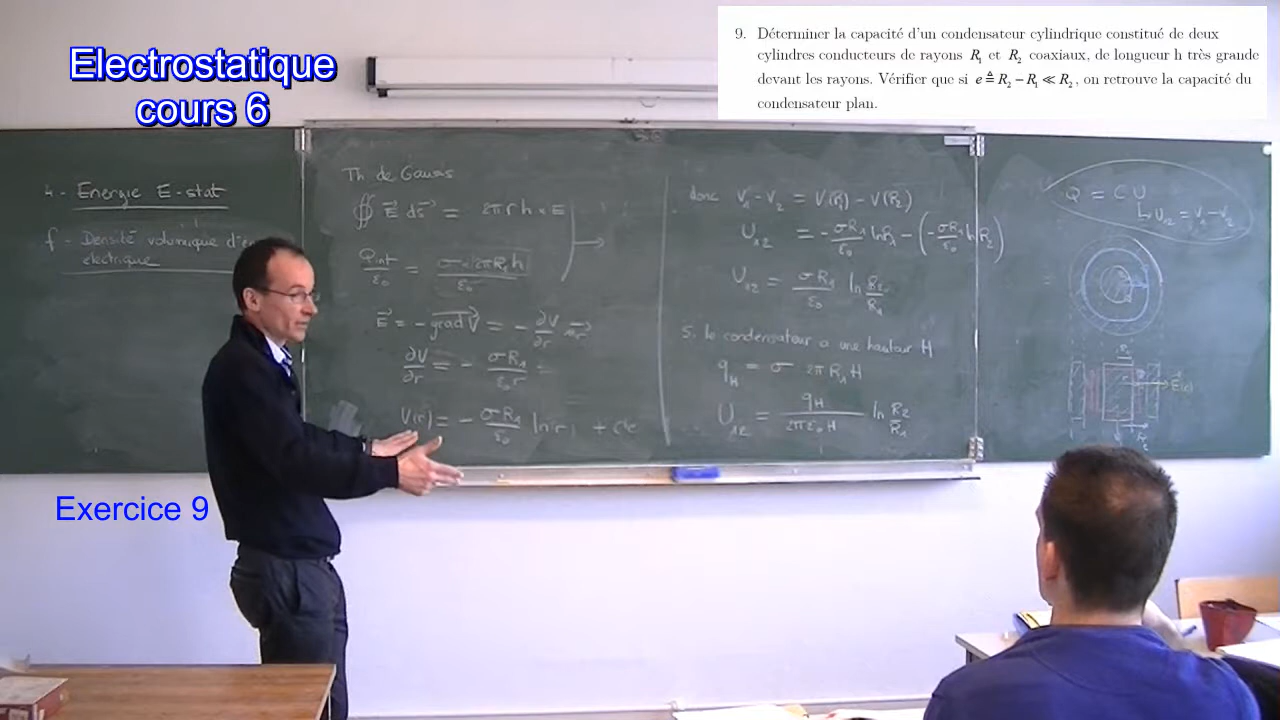 Electrostatique
cours 6
9. Déterminer la capacité d'un condensateur cylindrique constitué de deux
cylindres conducteurs de rayons R₁ et R₂ coaxiaux, de longueur h très grande
devant les rayons. Vérifier que si e ≜ R₂ − R₁ ≪ R₂, on retrouve la capacité du
condensateur plan.
4 - Energie E-stat
f - Densité volumique d'én
electrique
Th de Gauss
∯ E⃗ dS⃗ = 2πrh × E
Qint/ε₀ = σ × 2πR₁h/ε₀
E⃗ = − grad⃗ V = − ∂V/∂r u⃗r
∂V/∂r = − σR₁/ε₀r
V(r) = − σR₁/ε₀ ln r + cte
donc V₁ − V₂ = V(R₁) − V(R₂)
U₁₂ = − σR₁/ε₀ ln R₁ − (− σR₁/ε₀ ln R₂)
U₁₂ = σR₁/ε₀ ln R₂/R₁
5. le condensateur a une hauteur H
qH = σ 2πR₁H
U₁₂ = qH/2πε₀H ln R₂/R₁
Q = C U
U₁₂ = V₁ − V₂
E⃗(r)
R₂
Exercice 9